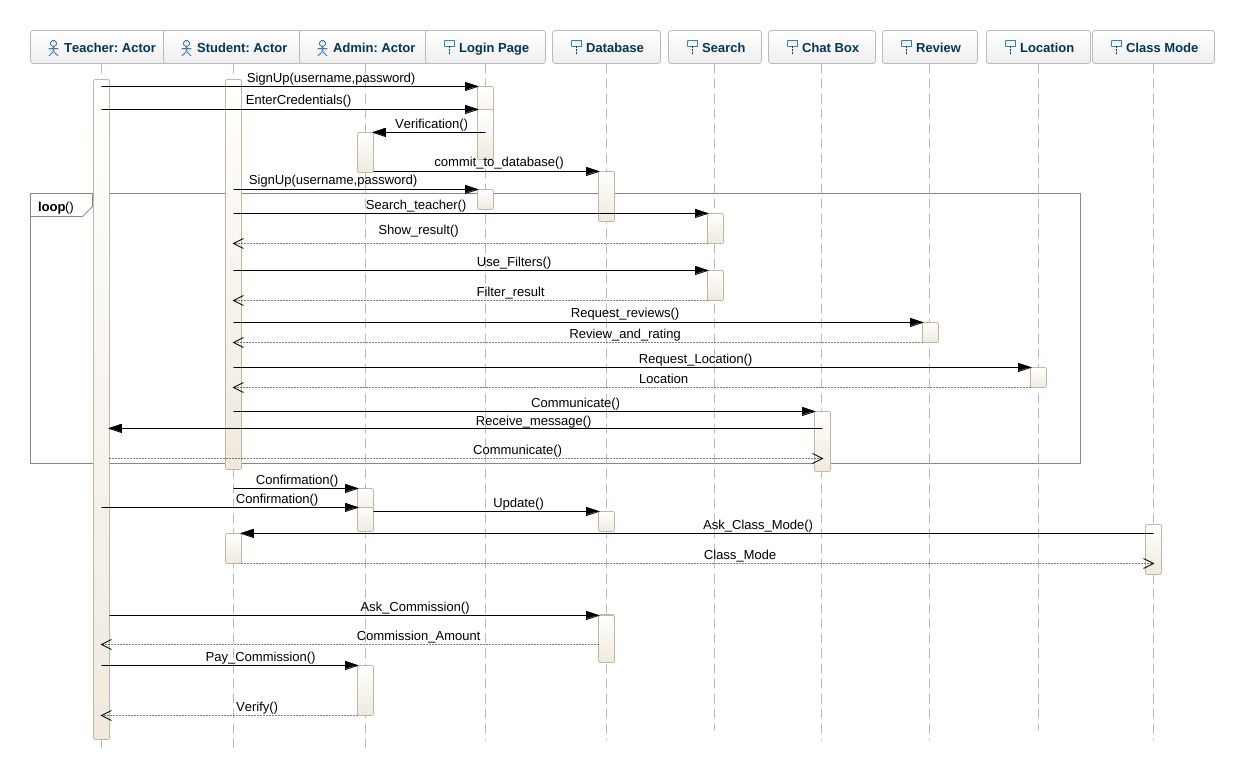 Teacher: Actor
Student: Actor
Admin: Actor
Login Page
Database
Search
Chat Box
Review
Location
Class Mode
SignUp(username,password)
EnterCredentials()
Verification()
commit_to_database()
SignUp(username,password)
loop()
Search_teacher()
Show_result()
Use_Filters()
Filter_result
Request_reviews()
Review_and_rating
Request_Location()
Location
Communicate()
Receive_message()
Communicate()
Confirmation()
Confirmation()
Update()
Ask_Class_Mode()
Class_Mode
Ask_Commission()
Commission_Amount
Pay_Commission()
Verify()